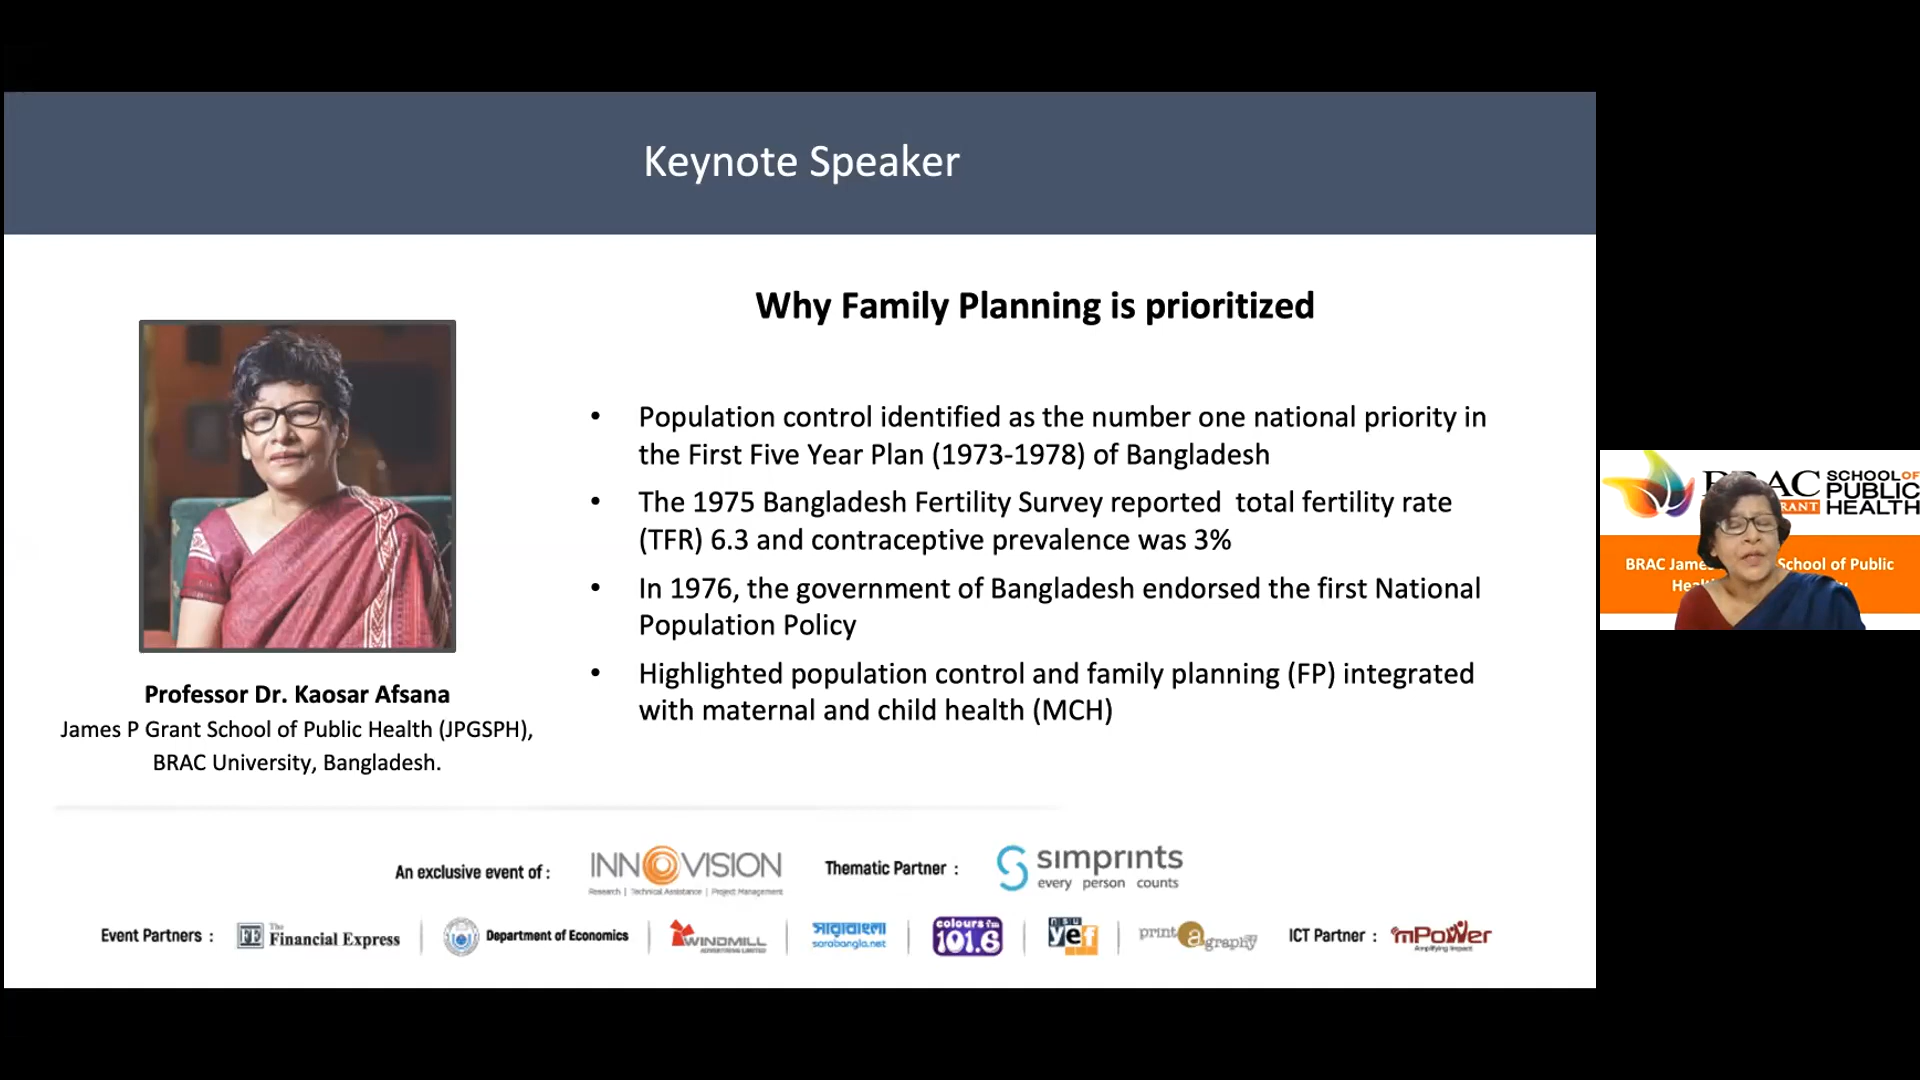 Keynote Speaker
Why Family Planning is prioritized
• Population control identified as the number one national priority in
the First Five Year Plan (1973-1978) of Bangladesh
• The 1975 Bangladesh Fertility Survey reported total fertility rate
(TFR) 6.3 and contraceptive prevalence was 3%
• In 1976, the government of Bangladesh endorsed the first National
Population Policy
• Highlighted population control and family planning (FP) integrated
with maternal and child health (MCH)
Professor Dr. Kaosar Afsana
James P Grant School of Public Health (JPGSPH),
BRAC University, Bangladesh.
An exclusive event of :
INNOVISION
Research | Technical Assistance | Project Management
Thematic Partner :
simprints
every person counts
Event Partners :
FE The Financial Express
Department of Economics
WINDMILL
ADVERTISING LIMITED
সারাবাংলা
sarabangla.net
colours fm
101.6
nsu
yef
print a graphy
ICT Partner :
mPower
Amplifying Impact
SCHOOL OF
PUBLIC
HEALTH
BRAC School of Public